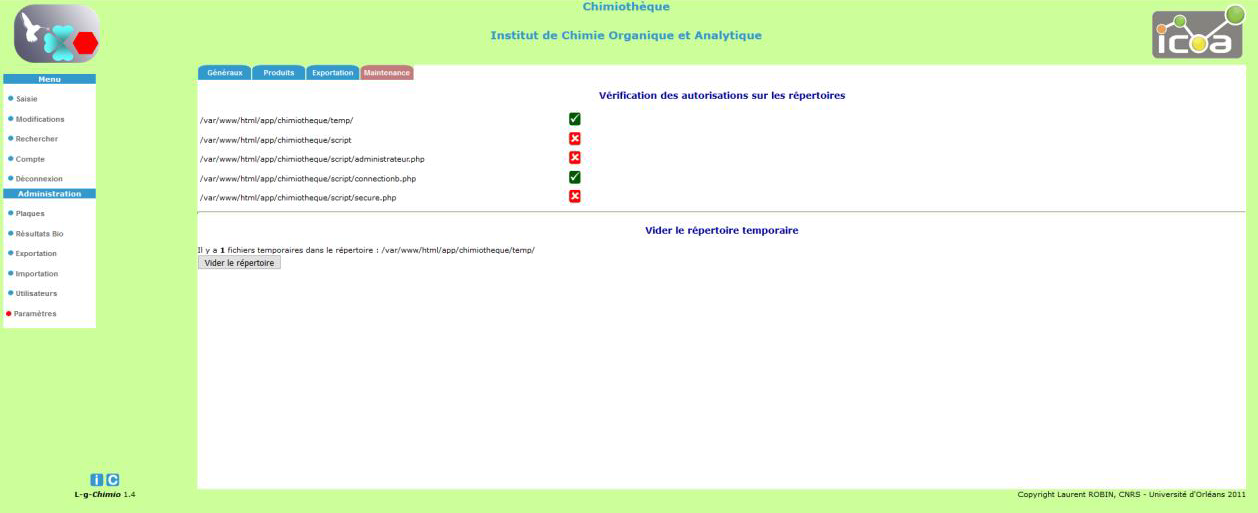 Chimiothèque
Institut de Chimie Organique et Analytique
icoa
Menu
Saisie
Modifications
Rechercher
Compte
Déconnexion
Administration
Plaques
Résultats Bio
Exportation
Importation
Utilisateurs
Paramètres
Généraux Produits Exportation Maintenance
Vérification des autorisations sur les répertoires
/var/www/html/app/chimiotheque/temp/
/var/www/html/app/chimiotheque/script
/var/www/html/app/chimiotheque/script/administrateur.php
/var/www/html/app/chimiotheque/script/connectionb.php
/var/www/html/app/chimiotheque/script/secure.php
Vider le répertoire temporaire
Il y a 1 fichiers temporaires dans le répertoire : /var/www/html/app/chimiotheque/temp/
Vider le répertoire
i C
L-g-Chimio 1.4
Copyright Laurent ROBIN, CNRS - Université d'Orléans 2011